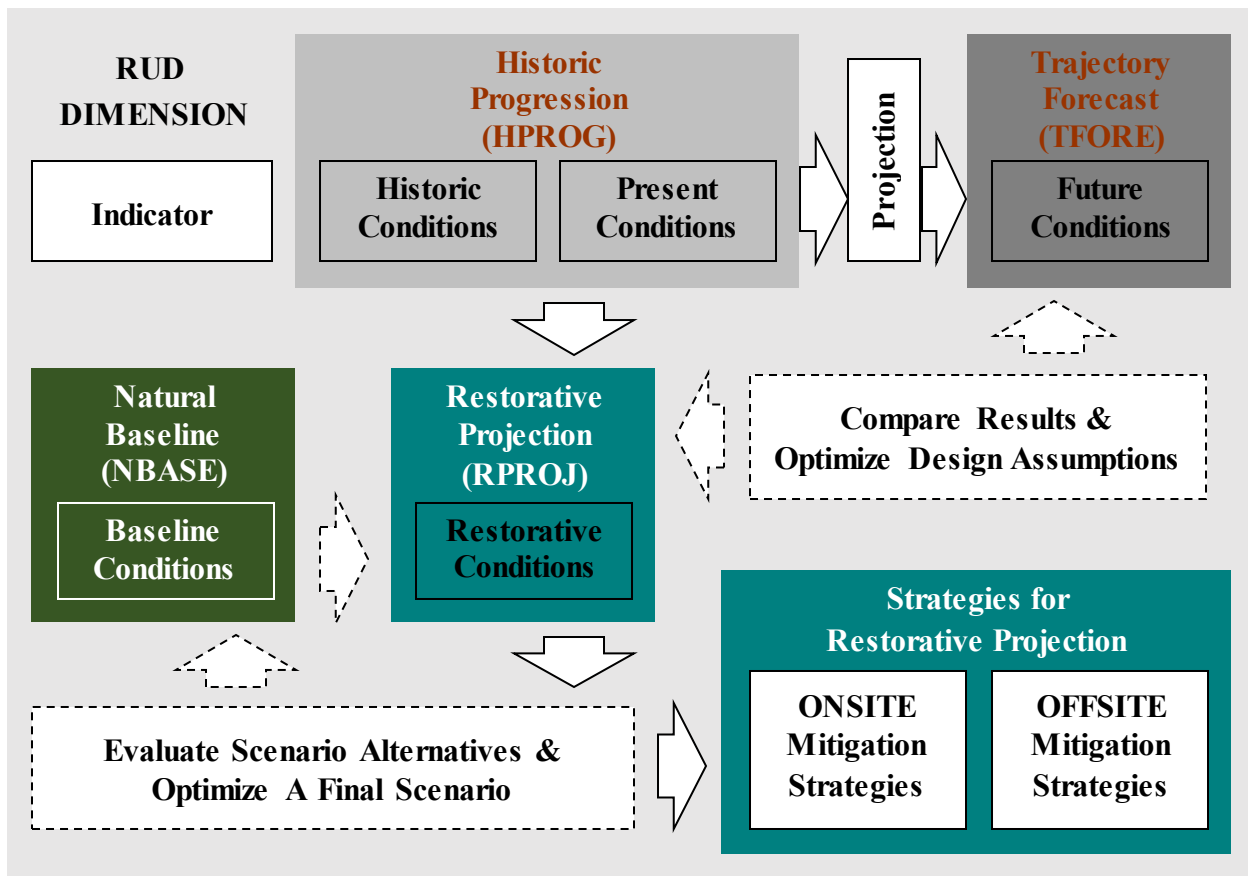 RUD
DIMENSION
Indicator
Historic
Progression
(HPROG)
Historic
Conditions
Present
Conditions
Projection
Trajectory
Forecast
(TFORE)
Future
Conditions
Natural
Baseline
(NBASE)
Baseline
Conditions
Restorative
Projection
(RPROJ)
Restorative
Conditions
Compare Results &
Optimize Design Assumptions
Evaluate Scenario Alternatives &
Optimize A Final Scenario
Strategies for
Restorative Projection
ONSITE
Mitigation
Strategies
OFFSITE
Mitigation
Strategies